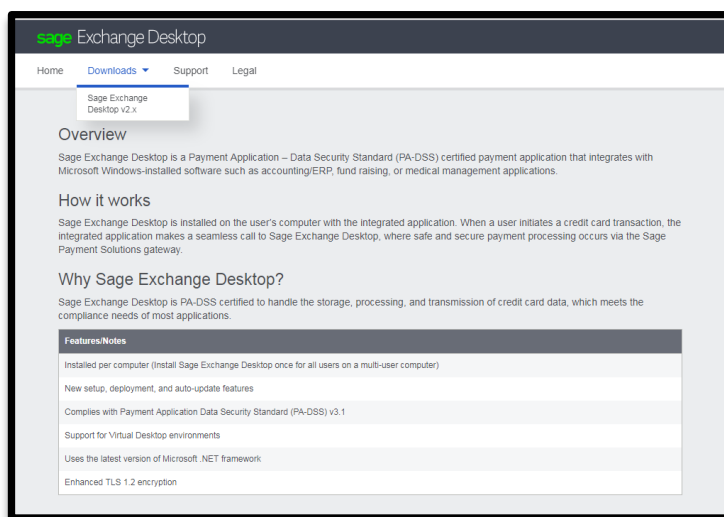 sage Exchange Desktop
Home Downloads Support Legal
Sage Exchange
Desktop v2.x
Overview
Sage Exchange Desktop is a Payment Application – Data Security Standard (PA-DSS) certified payment application that integrates with
Microsoft Windows-installed software such as accounting/ERP, fund raising, or medical management applications.
How it works
Sage Exchange Desktop is installed on the user's computer with the integrated application. When a user initiates a credit card transaction, the
integrated application makes a seamless call to Sage Exchange Desktop, where safe and secure payment processing occurs via the Sage
Payment Solutions gateway.
Why Sage Exchange Desktop?
Sage Exchange Desktop is PA-DSS certified to handle the storage, processing, and transmission of credit card data, which meets the
compliance needs of most applications.
Features/Notes
Installed per computer (Install Sage Exchange Desktop once for all users on a multi-user computer)
New setup, deployment, and auto-update features
Complies with Payment Application Data Security Standard (PA-DSS) v3.1
Support for Virtual Desktop environments
Uses the latest version of Microsoft .NET framework
Enhanced TLS 1.2 encryption